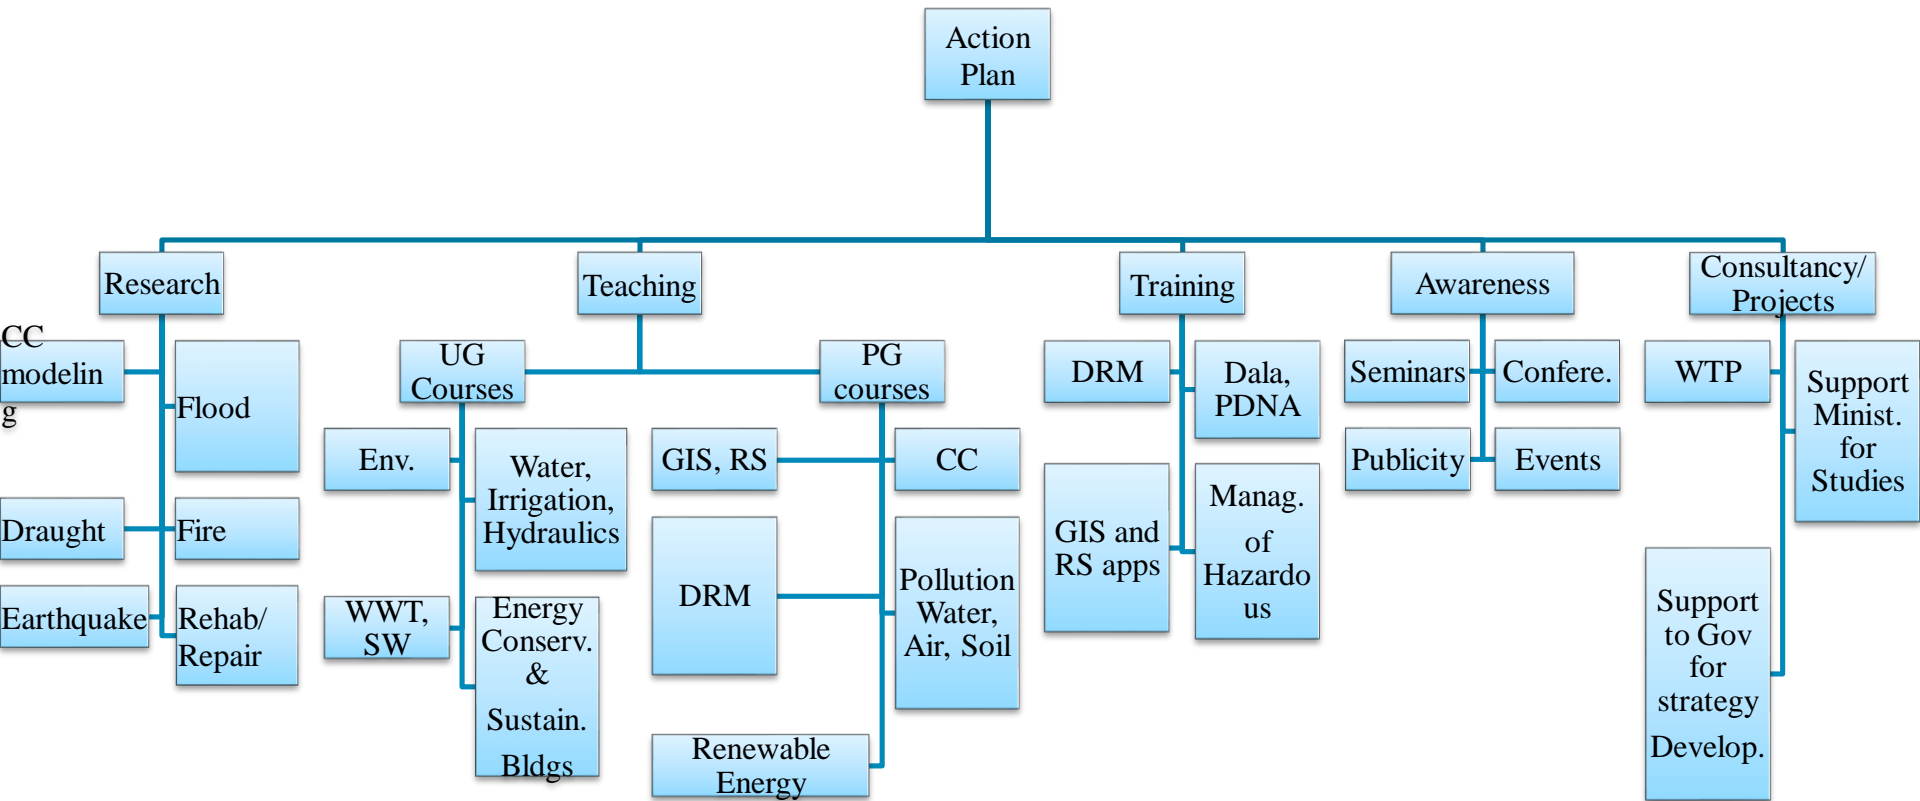 Action
Plan
Research
Teaching
Training
Awareness
Consultancy/
Projects
CC
modelin
g
Flood
Draught
Fire
Earthquake
Rehab/
Repair
UG
Courses
PG
courses
Env.
Water,
Irrigation,
Hydraulics
WWT,
SW
Energy
Conserv.
&
Sustain.
Bldgs
GIS, RS
CC
DRM
Pollution
Water,
Air, Soil
Renewable
Energy
DRM
Dala,
PDNA
GIS and
RS apps
Manag.
of
Hazardo
us
Seminars
Confere.
Publicity
Events
WTP
Support
Minist.
for
Studies
Support
to Gov
for
strategy
Develop.